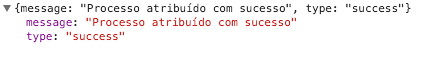 {message: "Processo atribuído com sucesso", type: "success"}
message: "Processo atribuído com sucesso"
type: "success"